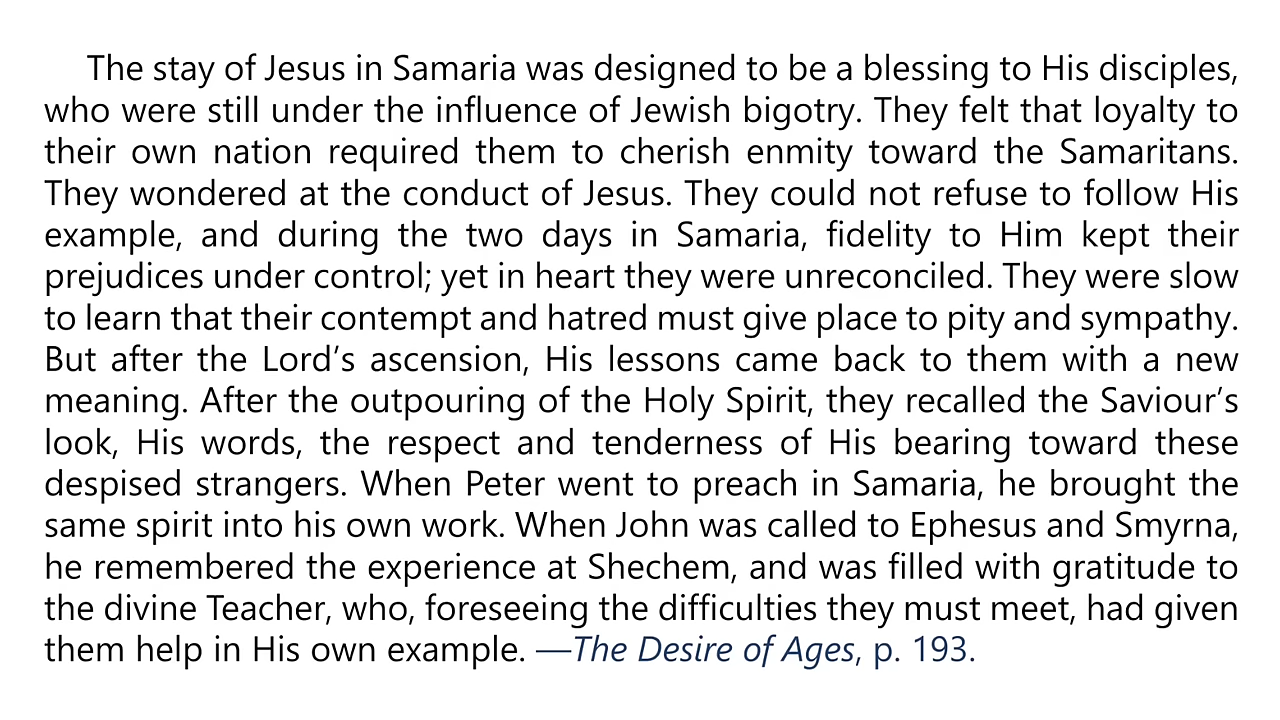 The stay of Jesus in Samaria was designed to be a blessing to His disciples,
who were still under the influence of Jewish bigotry. They felt that loyalty to
their own nation required them to cherish enmity toward the Samaritans.
They wondered at the conduct of Jesus. They could not refuse to follow His
example, and during the two days in Samaria, fidelity to Him kept their
prejudices under control; yet in heart they were unreconciled. They were slow
to learn that their contempt and hatred must give place to pity and sympathy.
But after the Lord’s ascension, His lessons came back to them with a new
meaning. After the outpouring of the Holy Spirit, they recalled the Saviour’s
look, His words, the respect and tenderness of His bearing toward these
despised strangers. When Peter went to preach in Samaria, he brought the
same spirit into his own work. When John was called to Ephesus and Smyrna,
he remembered the experience at Shechem, and was filled with gratitude to
the divine Teacher, who, foreseeing the difficulties they must meet, had given
them help in His own example. —The Desire of Ages, p. 193.